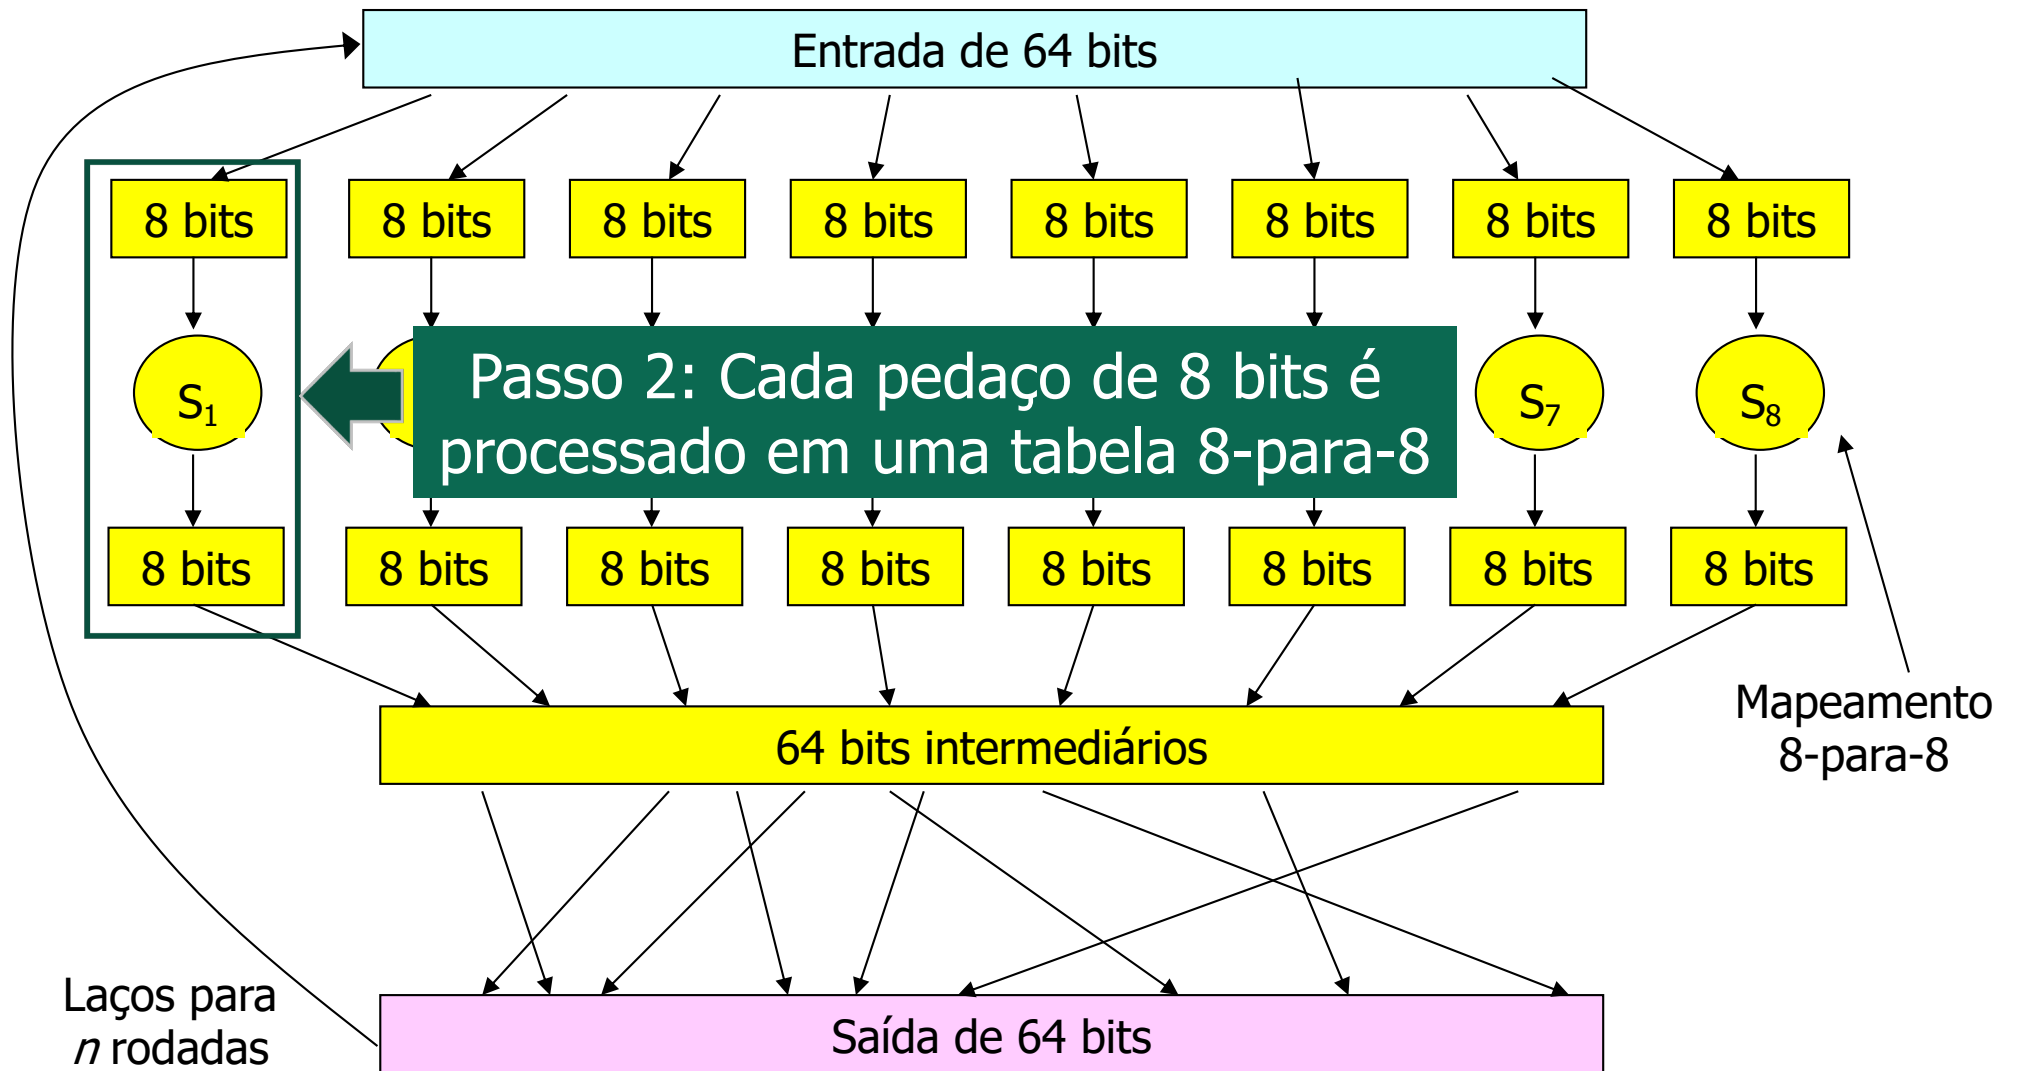 Entrada de 64 bits
8 bits 8 bits 8 bits 8 bits 8 bits 8 bits 8 bits 8 bits
Passo 2: Cada pedaço de 8 bits é
processado em uma tabela 8-para-8
S1 S7 S8
8 bits 8 bits 8 bits 8 bits 8 bits 8 bits 8 bits 8 bits
Mapeamento
8-para-8
64 bits intermediários
Laços para
n rodadas
Saída de 64 bits